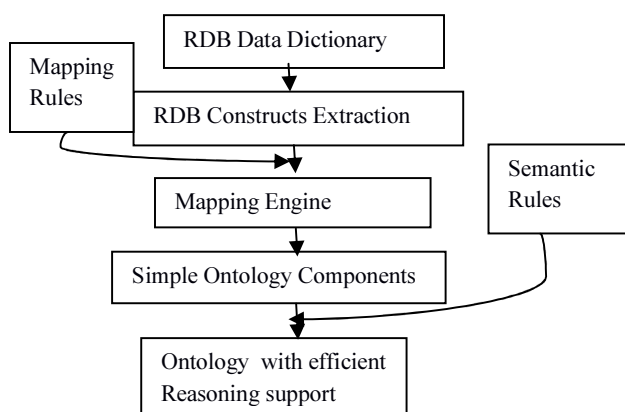 RDB Data Dictionary
Mapping
Rules
RDB Constructs Extraction
Semantic
Rules
Mapping Engine
Simple Ontology Components
Ontology with efficient
Reasoning support